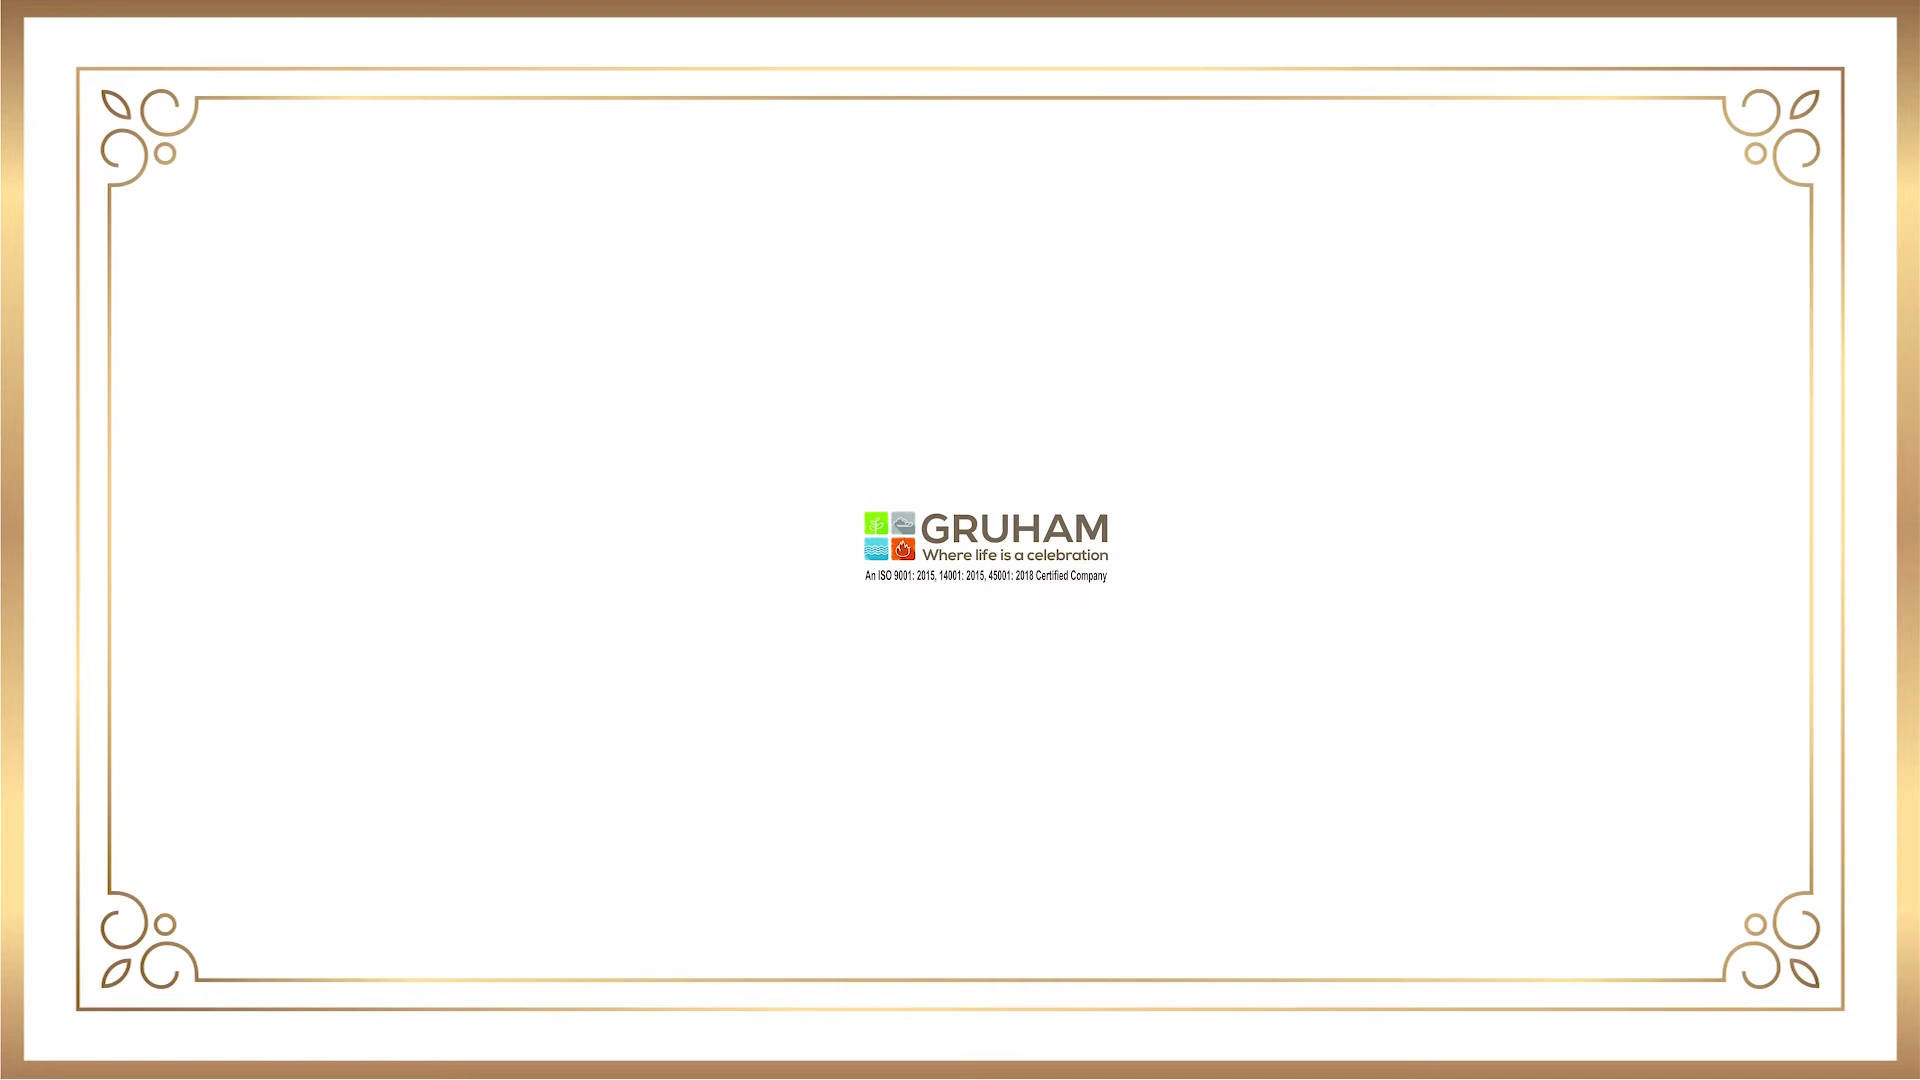 GRUHAM
Where life is a celebration
An ISO 9001: 2015, 14001: 2015, 45001: 2018 Certified Company